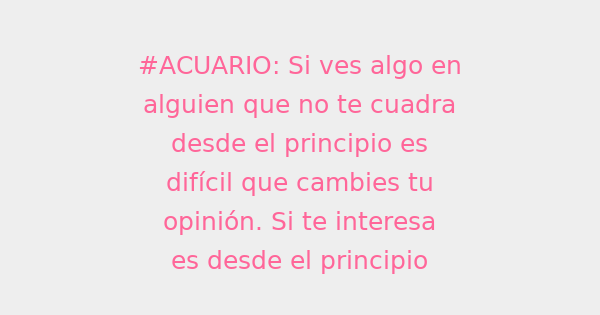 #ACUARIO: Si ves algo en
alguien que no te cuadra
desde el principio es
difícil que cambies tu
opinión. Si te interesa
es desde el principio